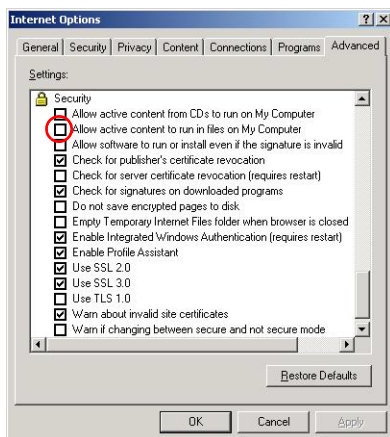 Internet Options
General Security Privacy Content Connections Programs Advanced
Settings:
Security
Allow active content from CDs to run on My Computer
Allow active content to run in files on My Computer
Allow software to run or install even if the signature is invalid
Check for publisher's certificate revocation
Check for server certificate revocation (requires restart)
Check for signatures on downloaded programs
Do not save encrypted pages to disk
Empty Temporary Internet Files folder when browser is closed
Enable Integrated Windows Authentication (requires restart)
Enable Profile Assistant
Use SSL 2.0
Use SSL 3.0
Use TLS 1.0
Warn about invalid site certificates
Warn if changing between secure and not secure mode
Restore Defaults
OK Cancel Apply